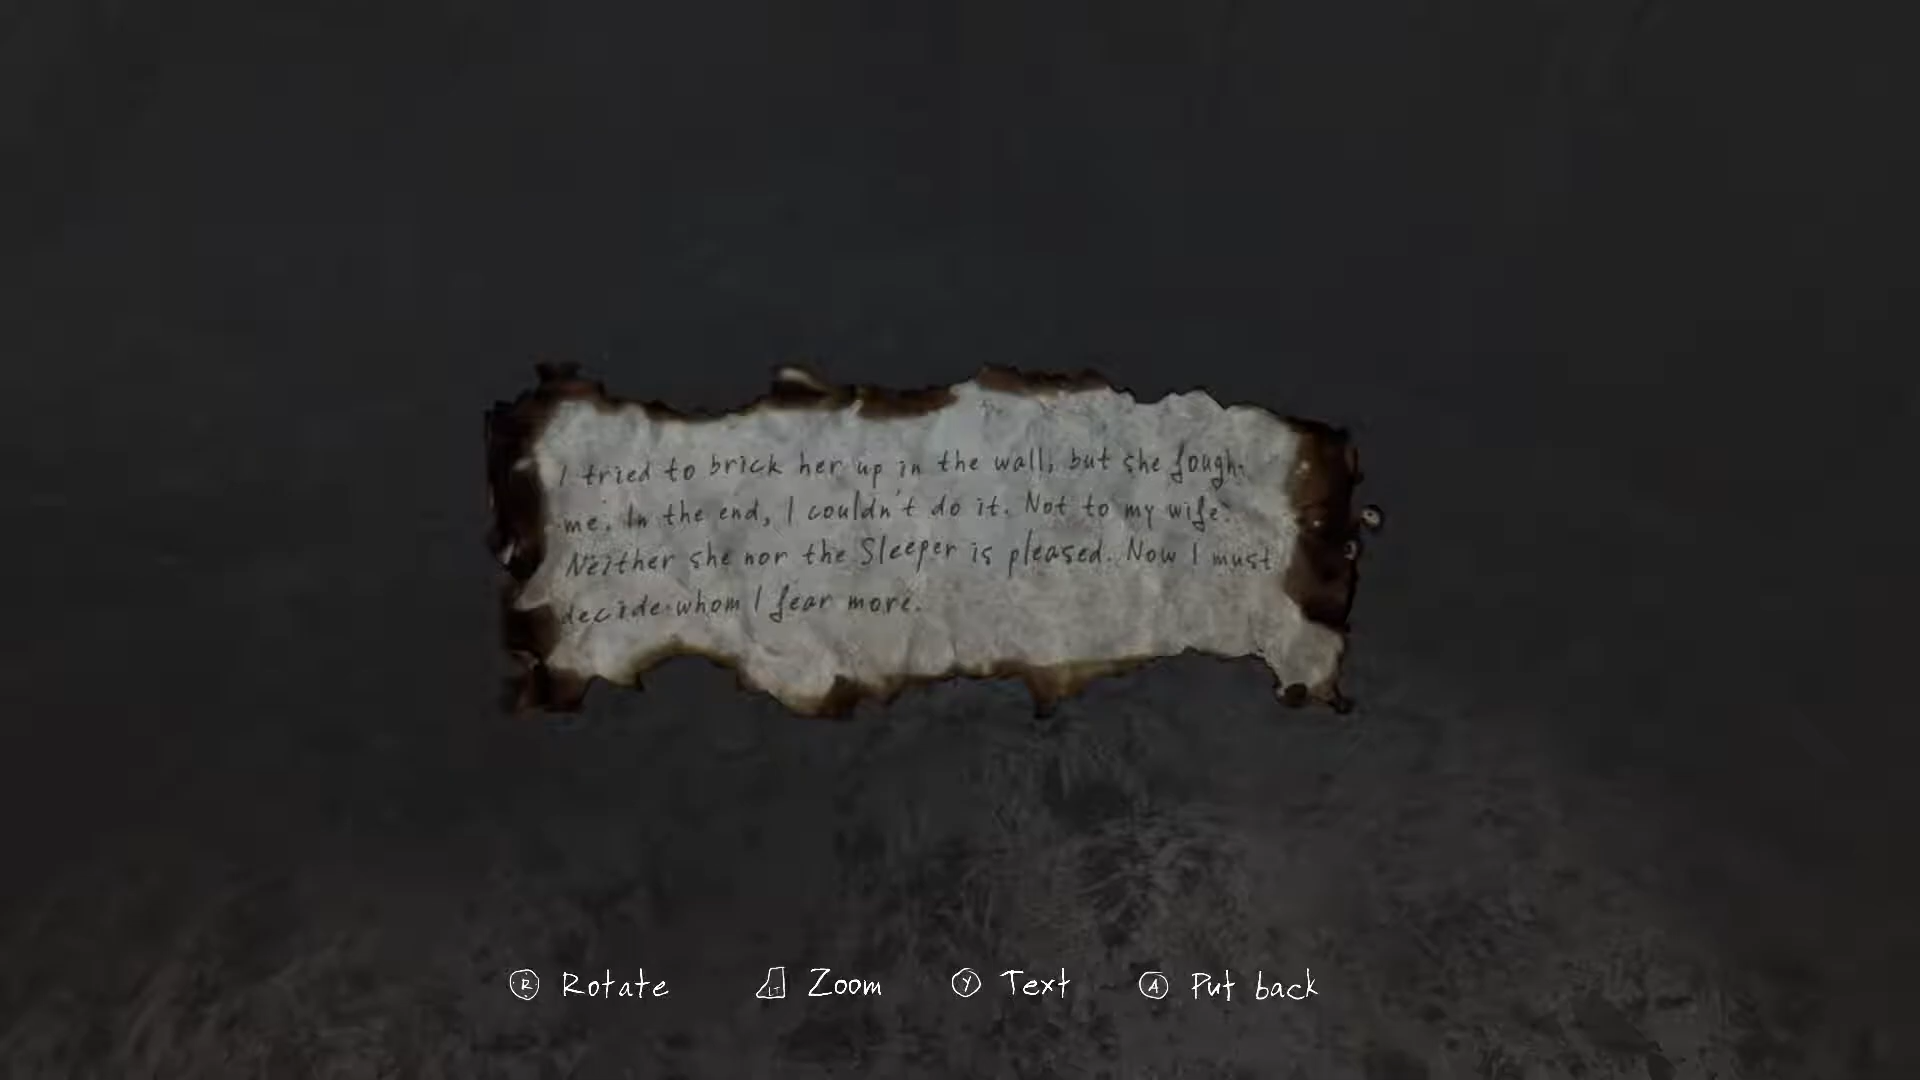 I tried to brick her up in the wall, but she fough
me. In the end, I couldn't do it. Not to my wife.
Neither she nor the Sleeper is pleased. Now I must
decide whom I fear more.
R Rotate LT Zoom Y Text A Put back